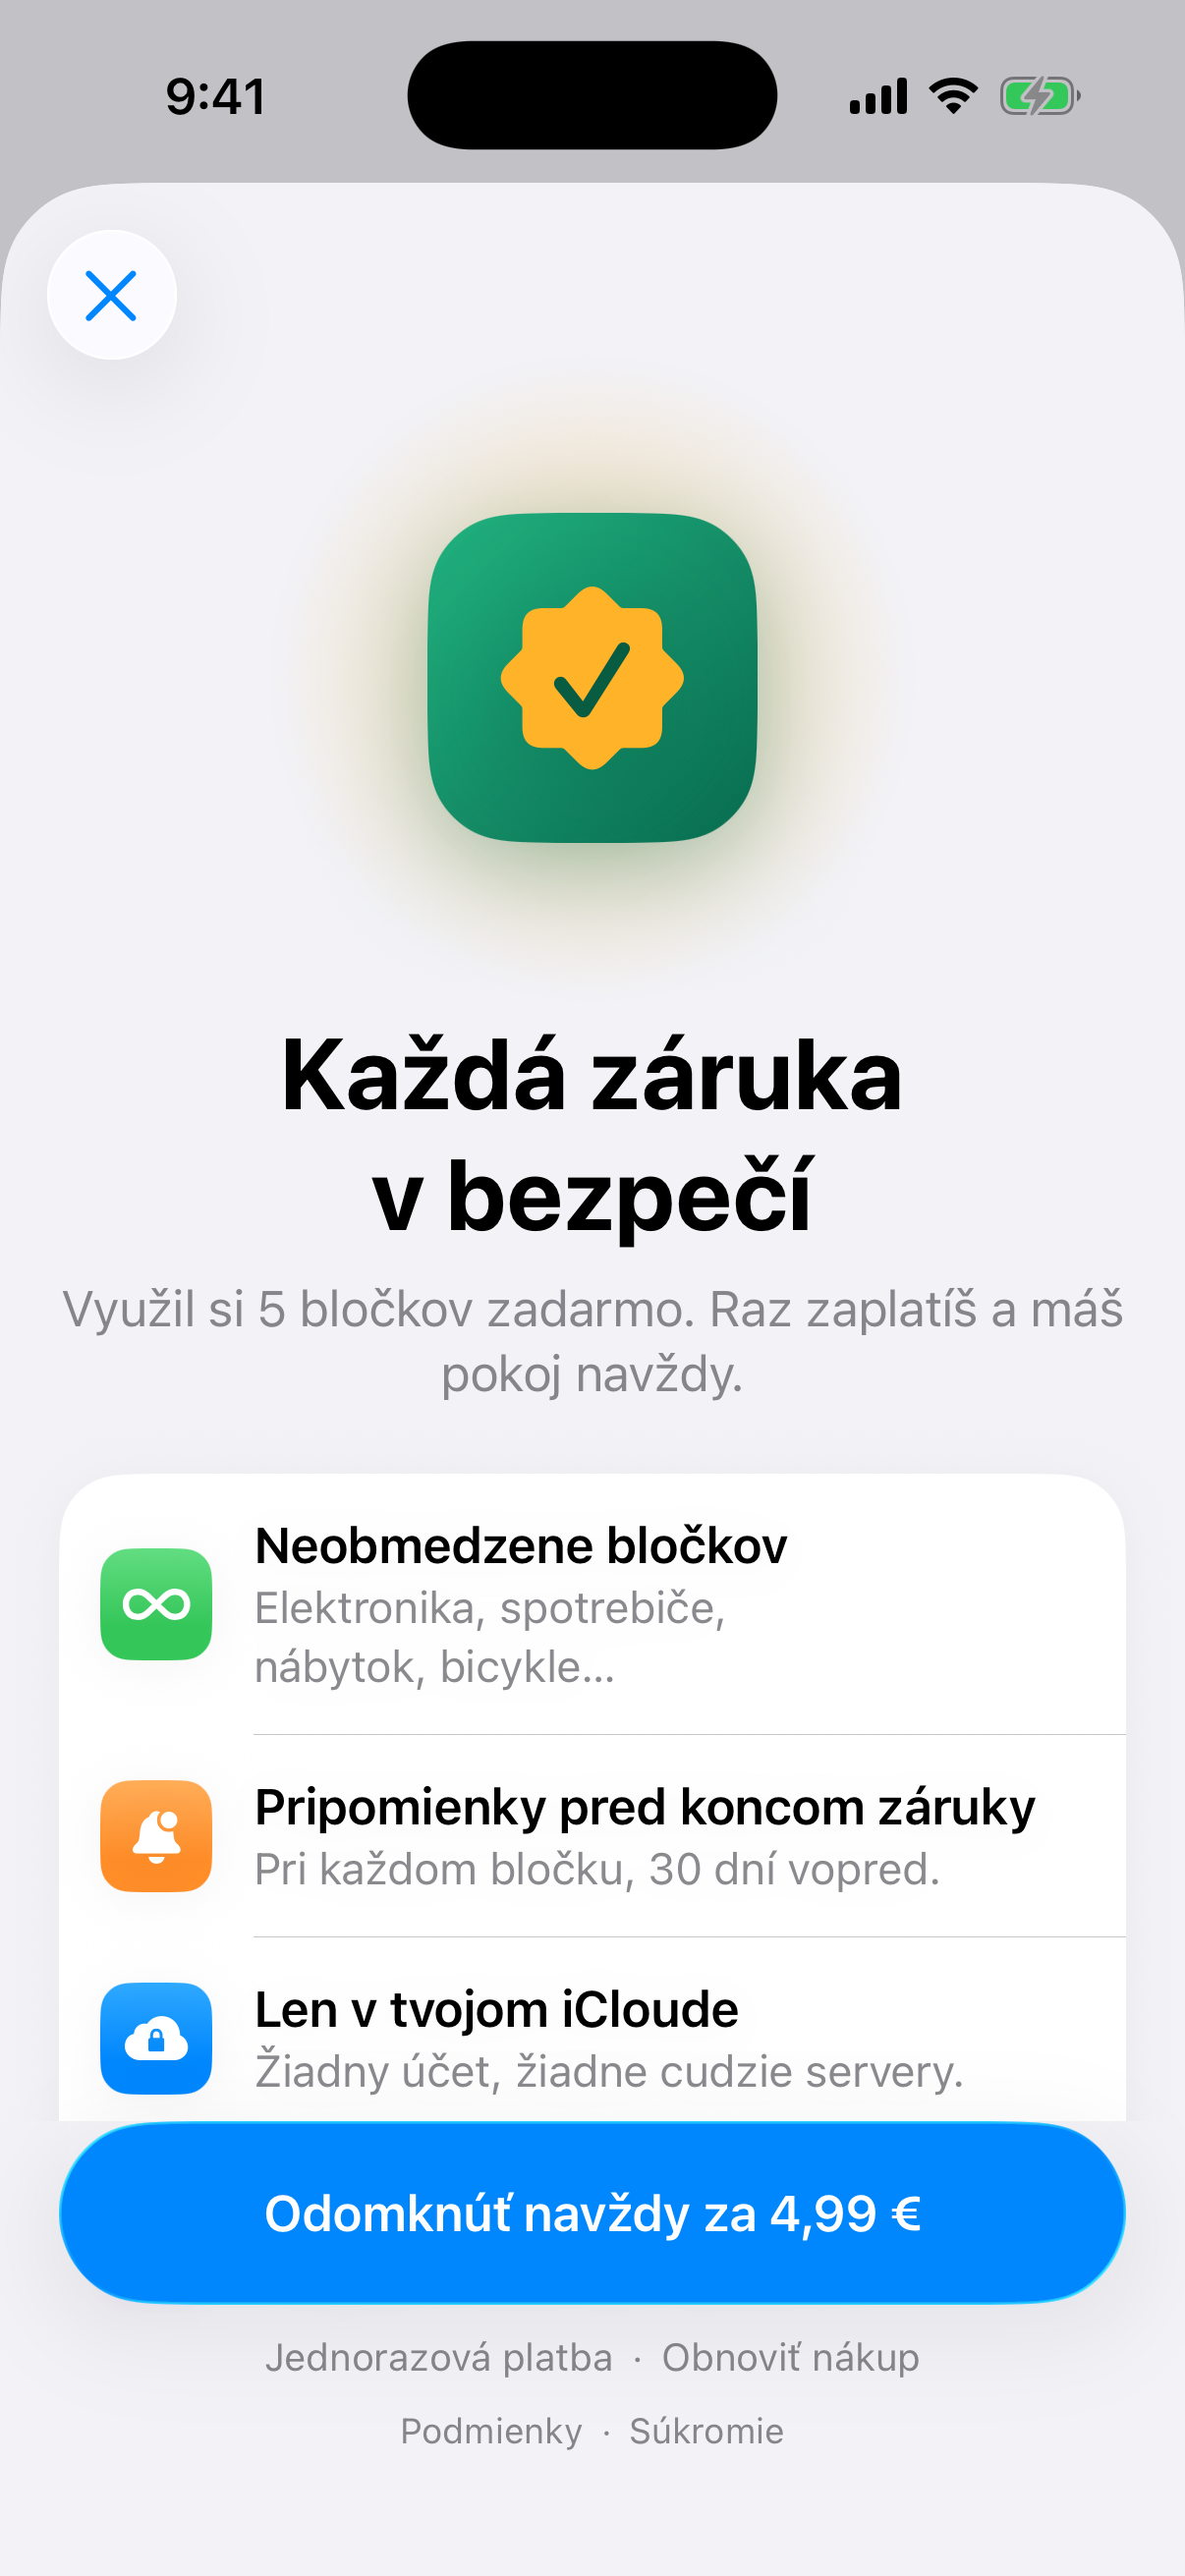 9:41
Každá záruka
v bezpečí
Využil si 5 bločkov zadarmo. Raz zaplatíš a máš
pokoj navždy.
Neobmedzene bločkov
Elektronika, spotrebiče,
nábytok, bicykle...
Pripomienky pred koncom záruky
Pri každom bločku, 30 dní vopred.
Len v tvojom iCloude
Žiadny účet, žiadne cudzie servery.
Odomknúť navždy za 4,99 €
Jednorazová platba · Obnoviť nákup
Podmienky · Súkromie